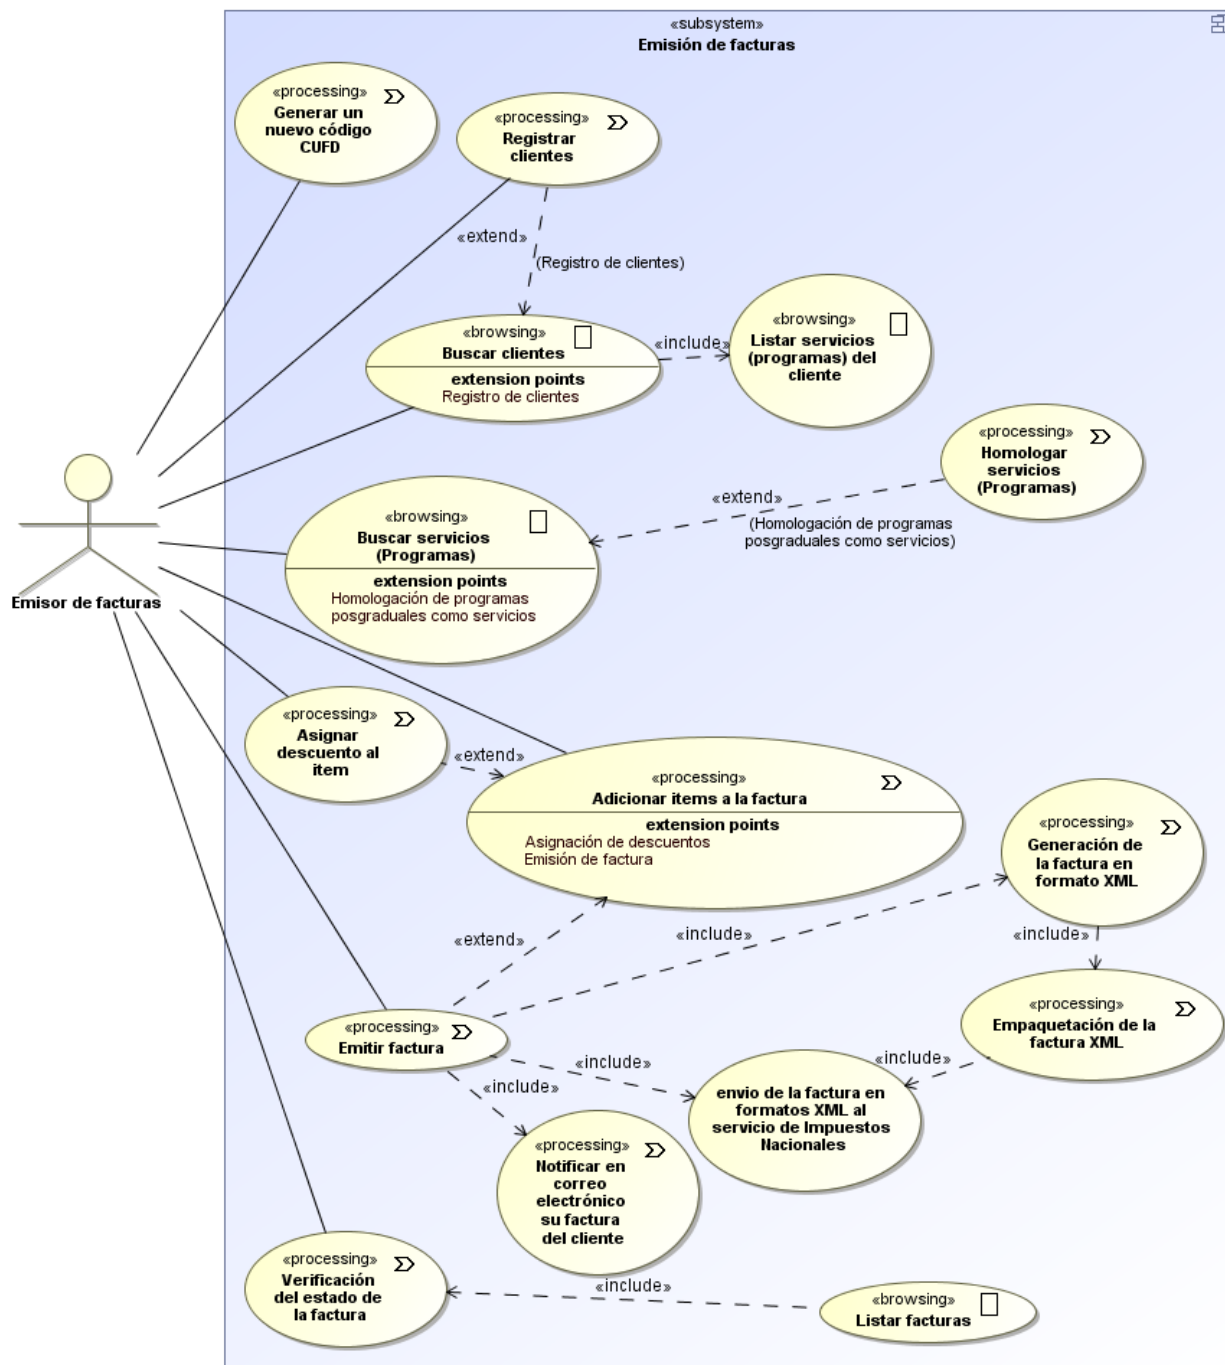 «subsystem»
Emisión de facturas
«processing»
Generar un
nuevo código
CUFD
«processing»
Registrar
clientes
«extend»
(Registro de clientes)
«browsing»
Buscar clientes
extension points
Registro de clientes
«include»
«browsing»
Listar servicios
(programas) del
cliente
«processing»
Homologar
servicios
(Programas)
«extend»
(Homologación de programas
posgraduales como servicios)
«browsing»
Buscar servicios
(Programas)
extension points
Homologación de programas
posgraduales como servicios
Emisor de facturas
«processing»
Asignar
descuento al
item
«extend»
«processing»
Adicionar items a la factura
extension points
Asignación de descuentos
Emisión de factura
«processing»
Generación de
la factura en
formato XML
«extend»
«include»
«include»
«processing»
Empaquetación de la
factura XML
«processing»
Emitir factura
«include»
«include»
«include»
envio de la factura en
formatos XML al
servicio de Impuestos
Nacionales
«processing»
Notificar en
correo
electrónico
su factura
del cliente
«processing»
Verificación
del estado de
la factura
«include»
«browsing»
Listar facturas